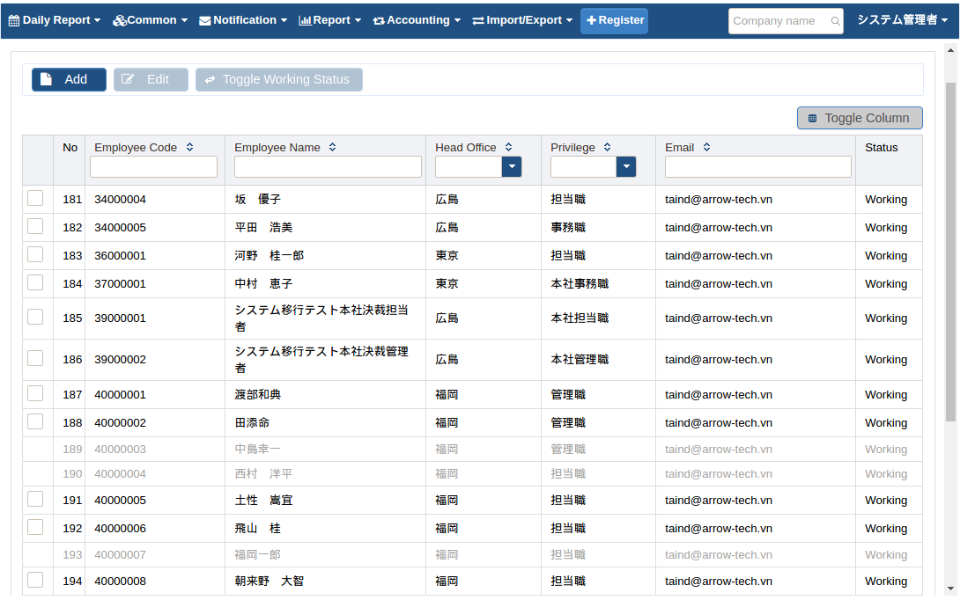 Daily Report Common Notification Report Accounting Import/Export Register Company name システム管理者
Add Edit Toggle Working Status
Toggle Column
No Employee Code Employee Name Head Office Privilege Email Status
181 34000004 坂 優子 広島 担当職 taind@arrow-tech.vn Working
182 34000005 平田 浩美 広島 事務職 taind@arrow-tech.vn Working
183 36000001 河野 桂一郎 東京 担当職 taind@arrow-tech.vn Working
184 37000001 中村 恵子 東京 本社事務職 taind@arrow-tech.vn Working
185 39000001 システム移行テスト本社決裁担当 広島 本社担当職 taind@arrow-tech.vn Working
者
186 39000002 システム移行テスト本社決裁管理 広島 本社管理職 taind@arrow-tech.vn Working
者
187 40000001 渡部和典 福岡 管理職 taind@arrow-tech.vn Working
188 40000002 田添命 福岡 管理職 taind@arrow-tech.vn Working
189 40000003 中島幸一 福岡 管理職 taind@arrow-tech.vn Working
190 40000004 西村 洋平 福岡 担当職 taind@arrow-tech.vn Working
191 40000005 土性 嵩宜 福岡 担当職 taind@arrow-tech.vn Working
192 40000006 飛山 桂 福岡 担当職 taind@arrow-tech.vn Working
193 40000007 福岡一郎 福岡 担当職 taind@arrow-tech.vn Working
194 40000008 朝来野 大智 福岡 担当職 taind@arrow-tech.vn Working